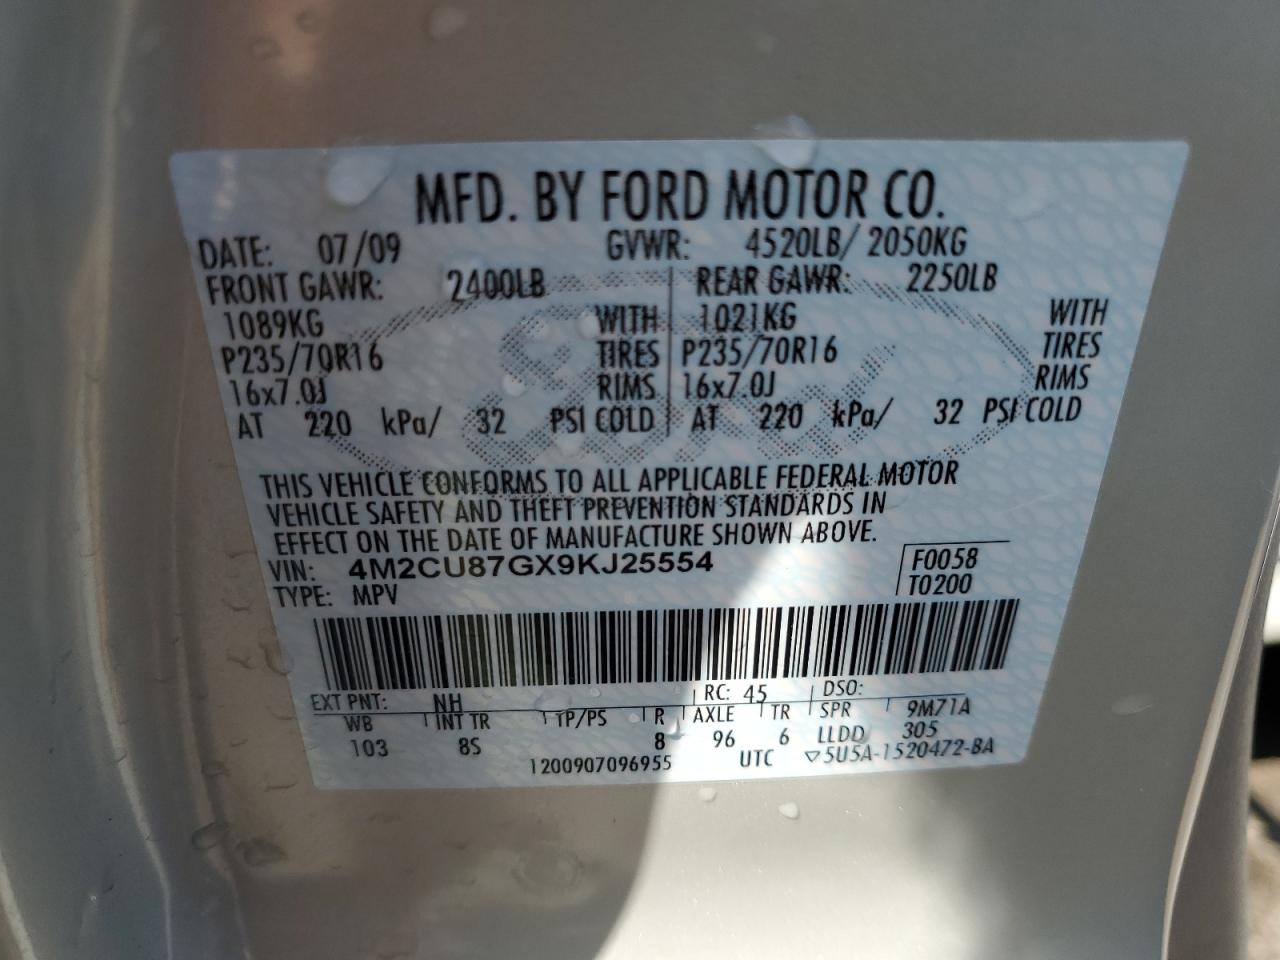 MFD. BY FORD MOTOR CO.
DATE: 07/09 GVWR: 4520LB/ 2050KG
FRONT GAWR: 2400LB REAR GAWR: 2250LB
1089KG WITH 1021KG WITH
P235/70R16 TIRES P235/70R16 TIRES
16x7.0J RIMS 16x7.0J RIMS
AT 220 kPa/ 32 PSI COLD AT 220 kPa/ 32 PSI COLD
Ford
THIS VEHICLE CONFORMS TO ALL APPLICABLE FEDERAL MOTOR
VEHICLE SAFETY AND THEFT PREVENTION STANDARDS IN
EFFECT ON THE DATE OF MANUFACTURE SHOWN ABOVE.
VIN: 4M2CU87GX9KJ25554 F0058
TYPE: MPV T0200
EXT PNT: NH RC: 45 DSO:
WB INT TR TP/PS R AXLE TR SPR 9M71A
103 8S 8 96 6 LLDD 305
1200907096955 UTC ▽5U5A-1520472-BA